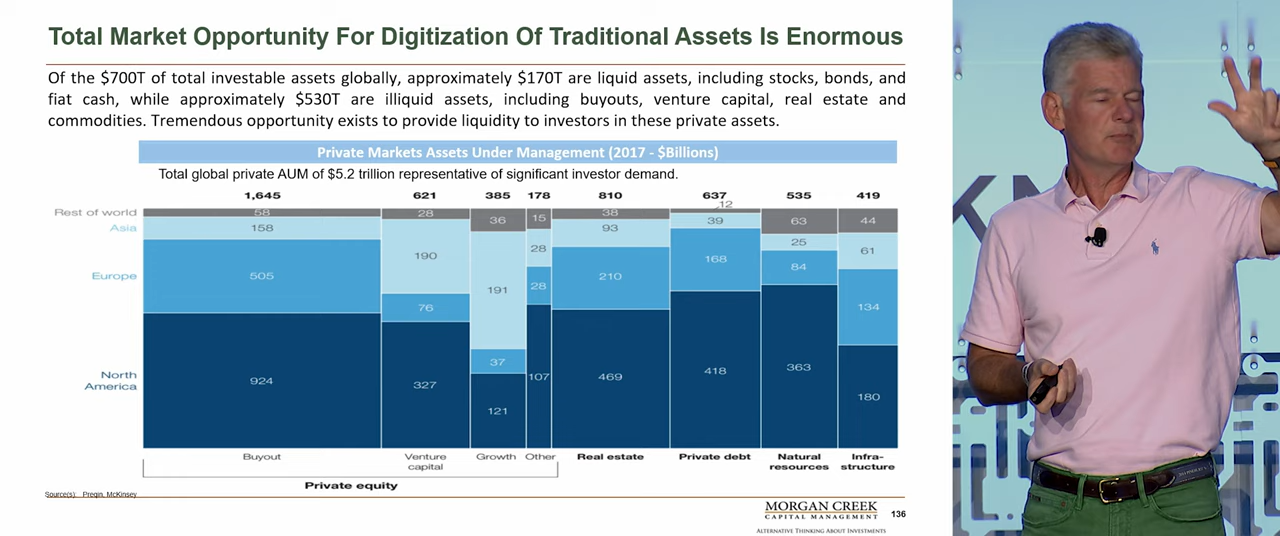 Total Market Opportunity For Digitization Of Traditional Assets Is Enormous
Of the $700T of total investable assets globally, approximately $170T are liquid assets, including stocks, bonds, and
fiat cash, while approximately $530T are illiquid assets, including buyouts, venture capital, real estate and
commodities. Tremendous opportunity exists to provide liquidity to investors in these private assets.
Private Markets Assets Under Management (2017 - $Billions)
Total global private AUM of $5.2 trillion representative of significant investor demand.
1,645 621 385 178 810 637 535 419
Rest of world 58 28 36 15 38 12 63 44
Asia 158 190 191 28 93 39 25 61
Europe 505 76 37 28 210 168 84 134
North
America 924 327 121 107 469 418 363 180
Buyout Venture
capital Growth Other Real estate Private debt Natural
resources Infra-
structure
Private equity
Source(s): Preqin, McKinsey
MORGAN CREEK
CAPITAL MANAGEMENT
ALTERNATIVE THINKING ABOUT INVESTMENTS
136